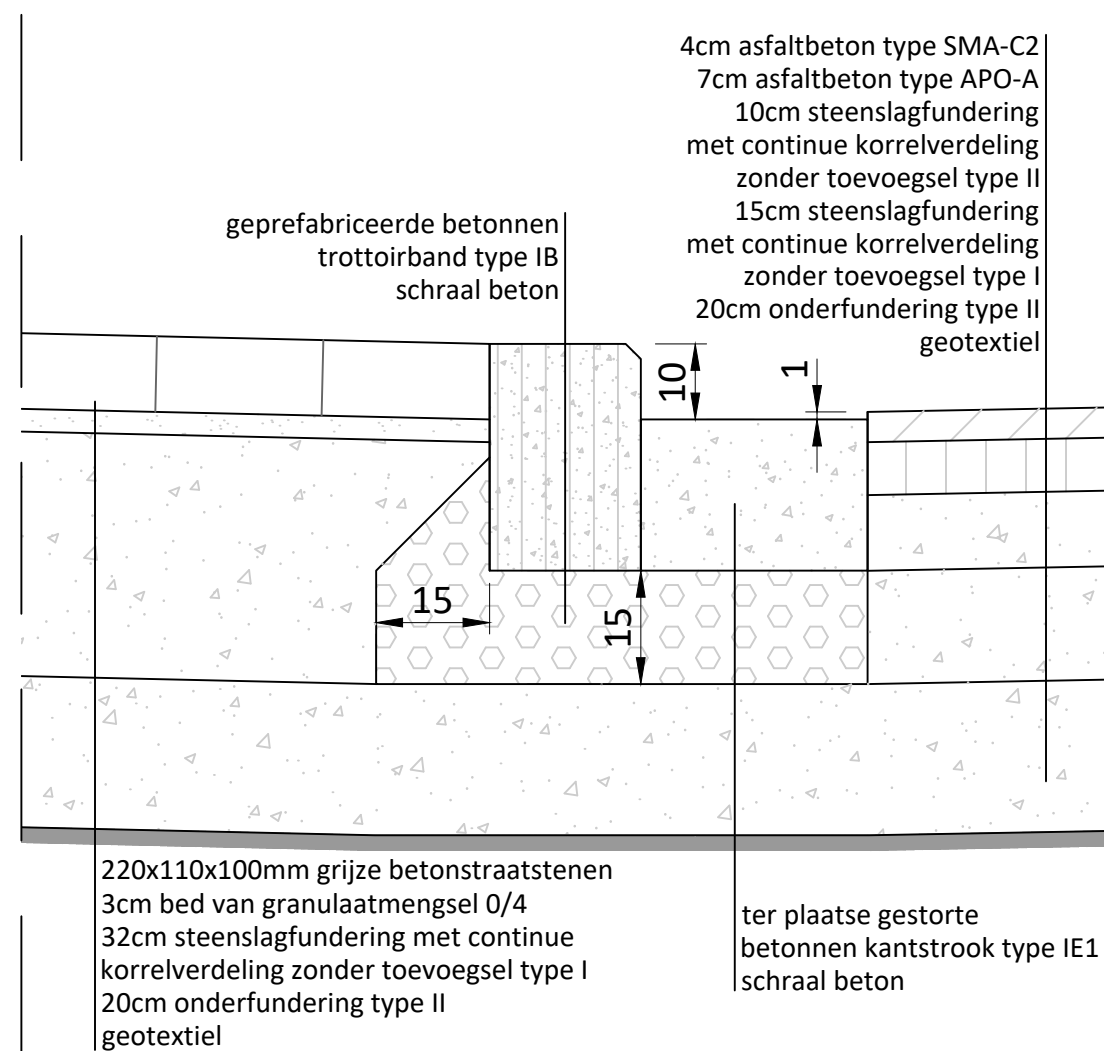 4cm asfaltbeton type SMA-C2
7cm asfaltbeton type APO-A
10cm steenslagfundering
met continue korrelverdeling
zonder toevoegsel type II
15cm steenslagfundering
met continue korrelverdeling
zonder toevoegsel type I
20cm onderfundering type II
geotextiel
geprefabriceerde betonnen
trottoirband type IB
schraal beton
10
1
15
15
220x110x100mm grijze betonstraatstenen
3cm bed van granulaatmengsel 0/4
32cm steenslagfundering met continue
korrelverdeling zonder toevoegsel type I
20cm onderfundering type II
geotextiel
ter plaatse gestorte
betonnen kantstrook type IE1
schraal beton